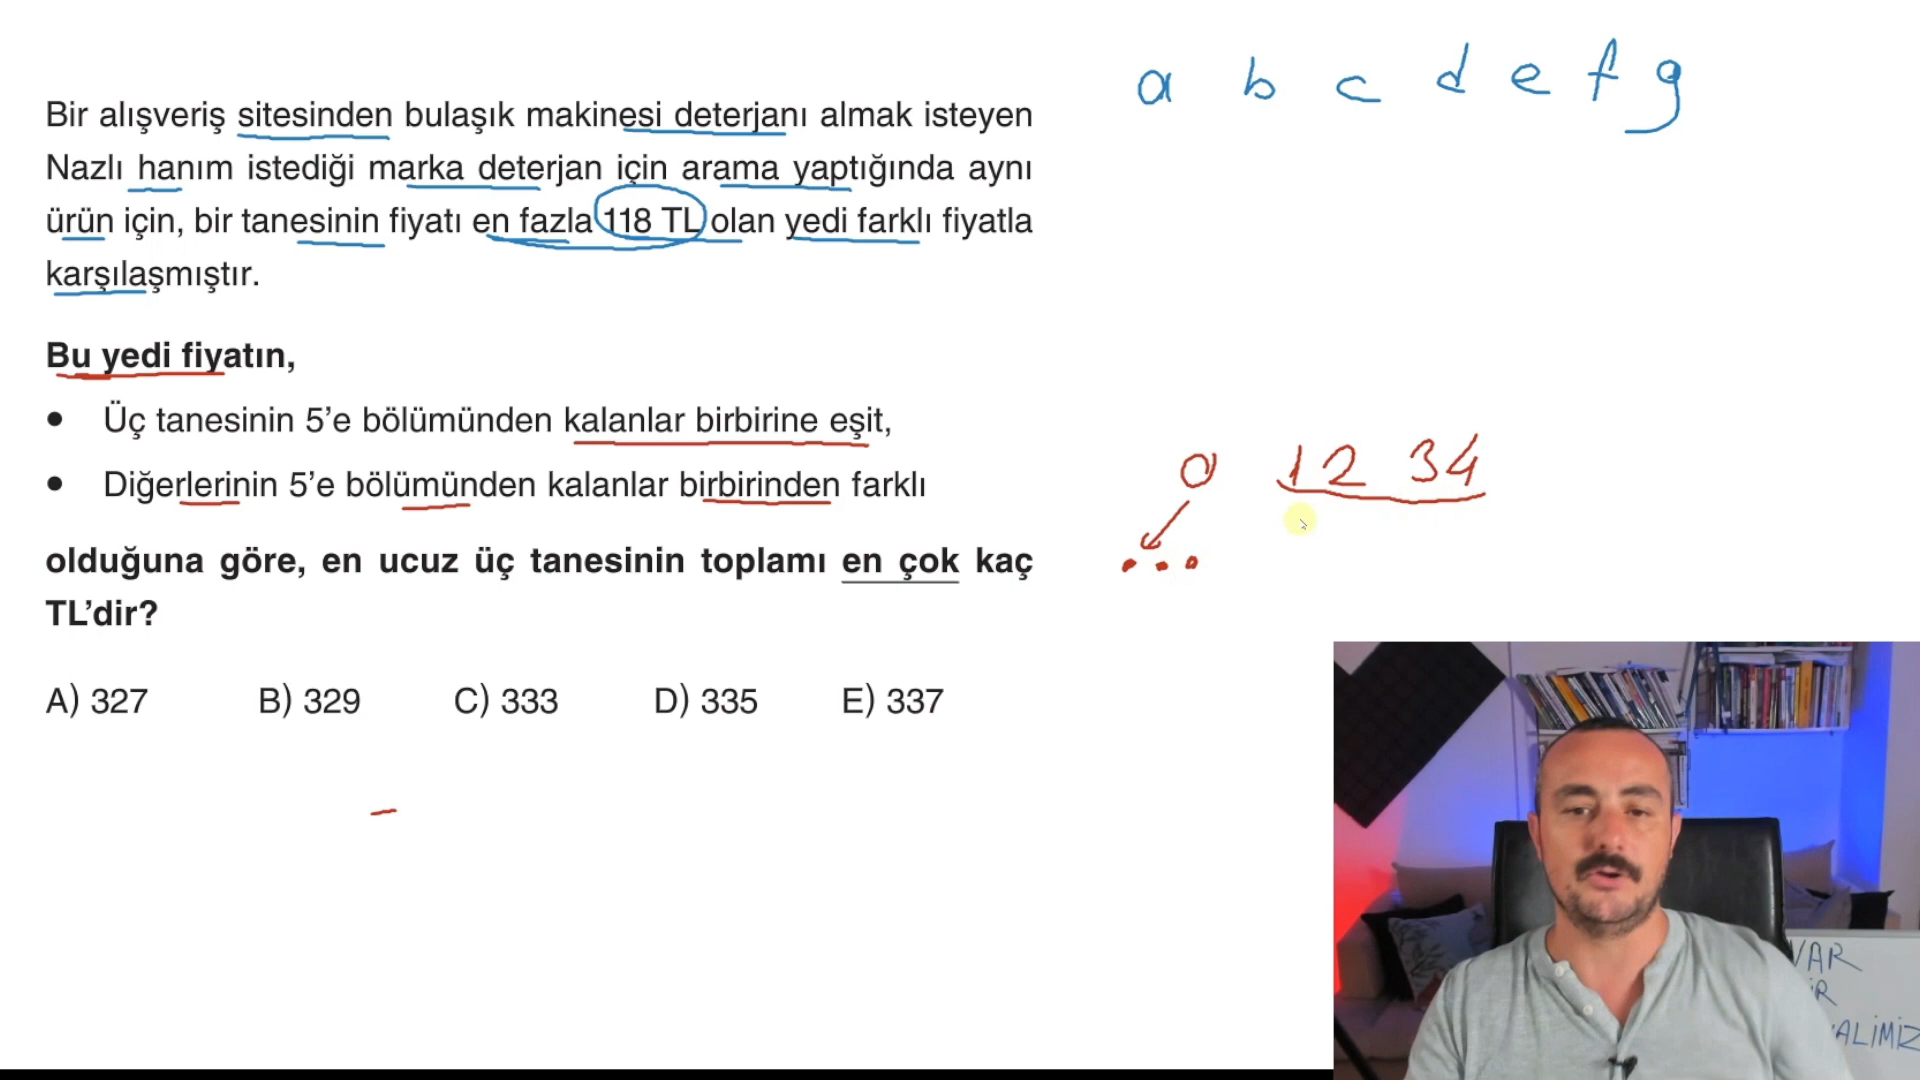 a b c d e f g
Bir alışveriş sitesinden bulaşık makinesi deterjanı almak isteyen
Nazlı hanım istediği marka deterjan için arama yaptığında aynı
ürün için, bir tanesinin fiyatı en fazla 118 TL olan yedi farklı fiyatla
karşılaşmıştır.
Bu yedi fiyatın,
• Üç tanesinin 5’e bölümünden kalanlar birbirine eşit,
• Diğerlerinin 5’e bölümünden kalanlar birbirinden farklı
0 1 2 3 4
olduğuna göre, en ucuz üç tanesinin toplamı en çok kaç
TL’dir?
A) 327 B) 329 C) 333 D) 335 E) 337
VAR
ALİMİZ